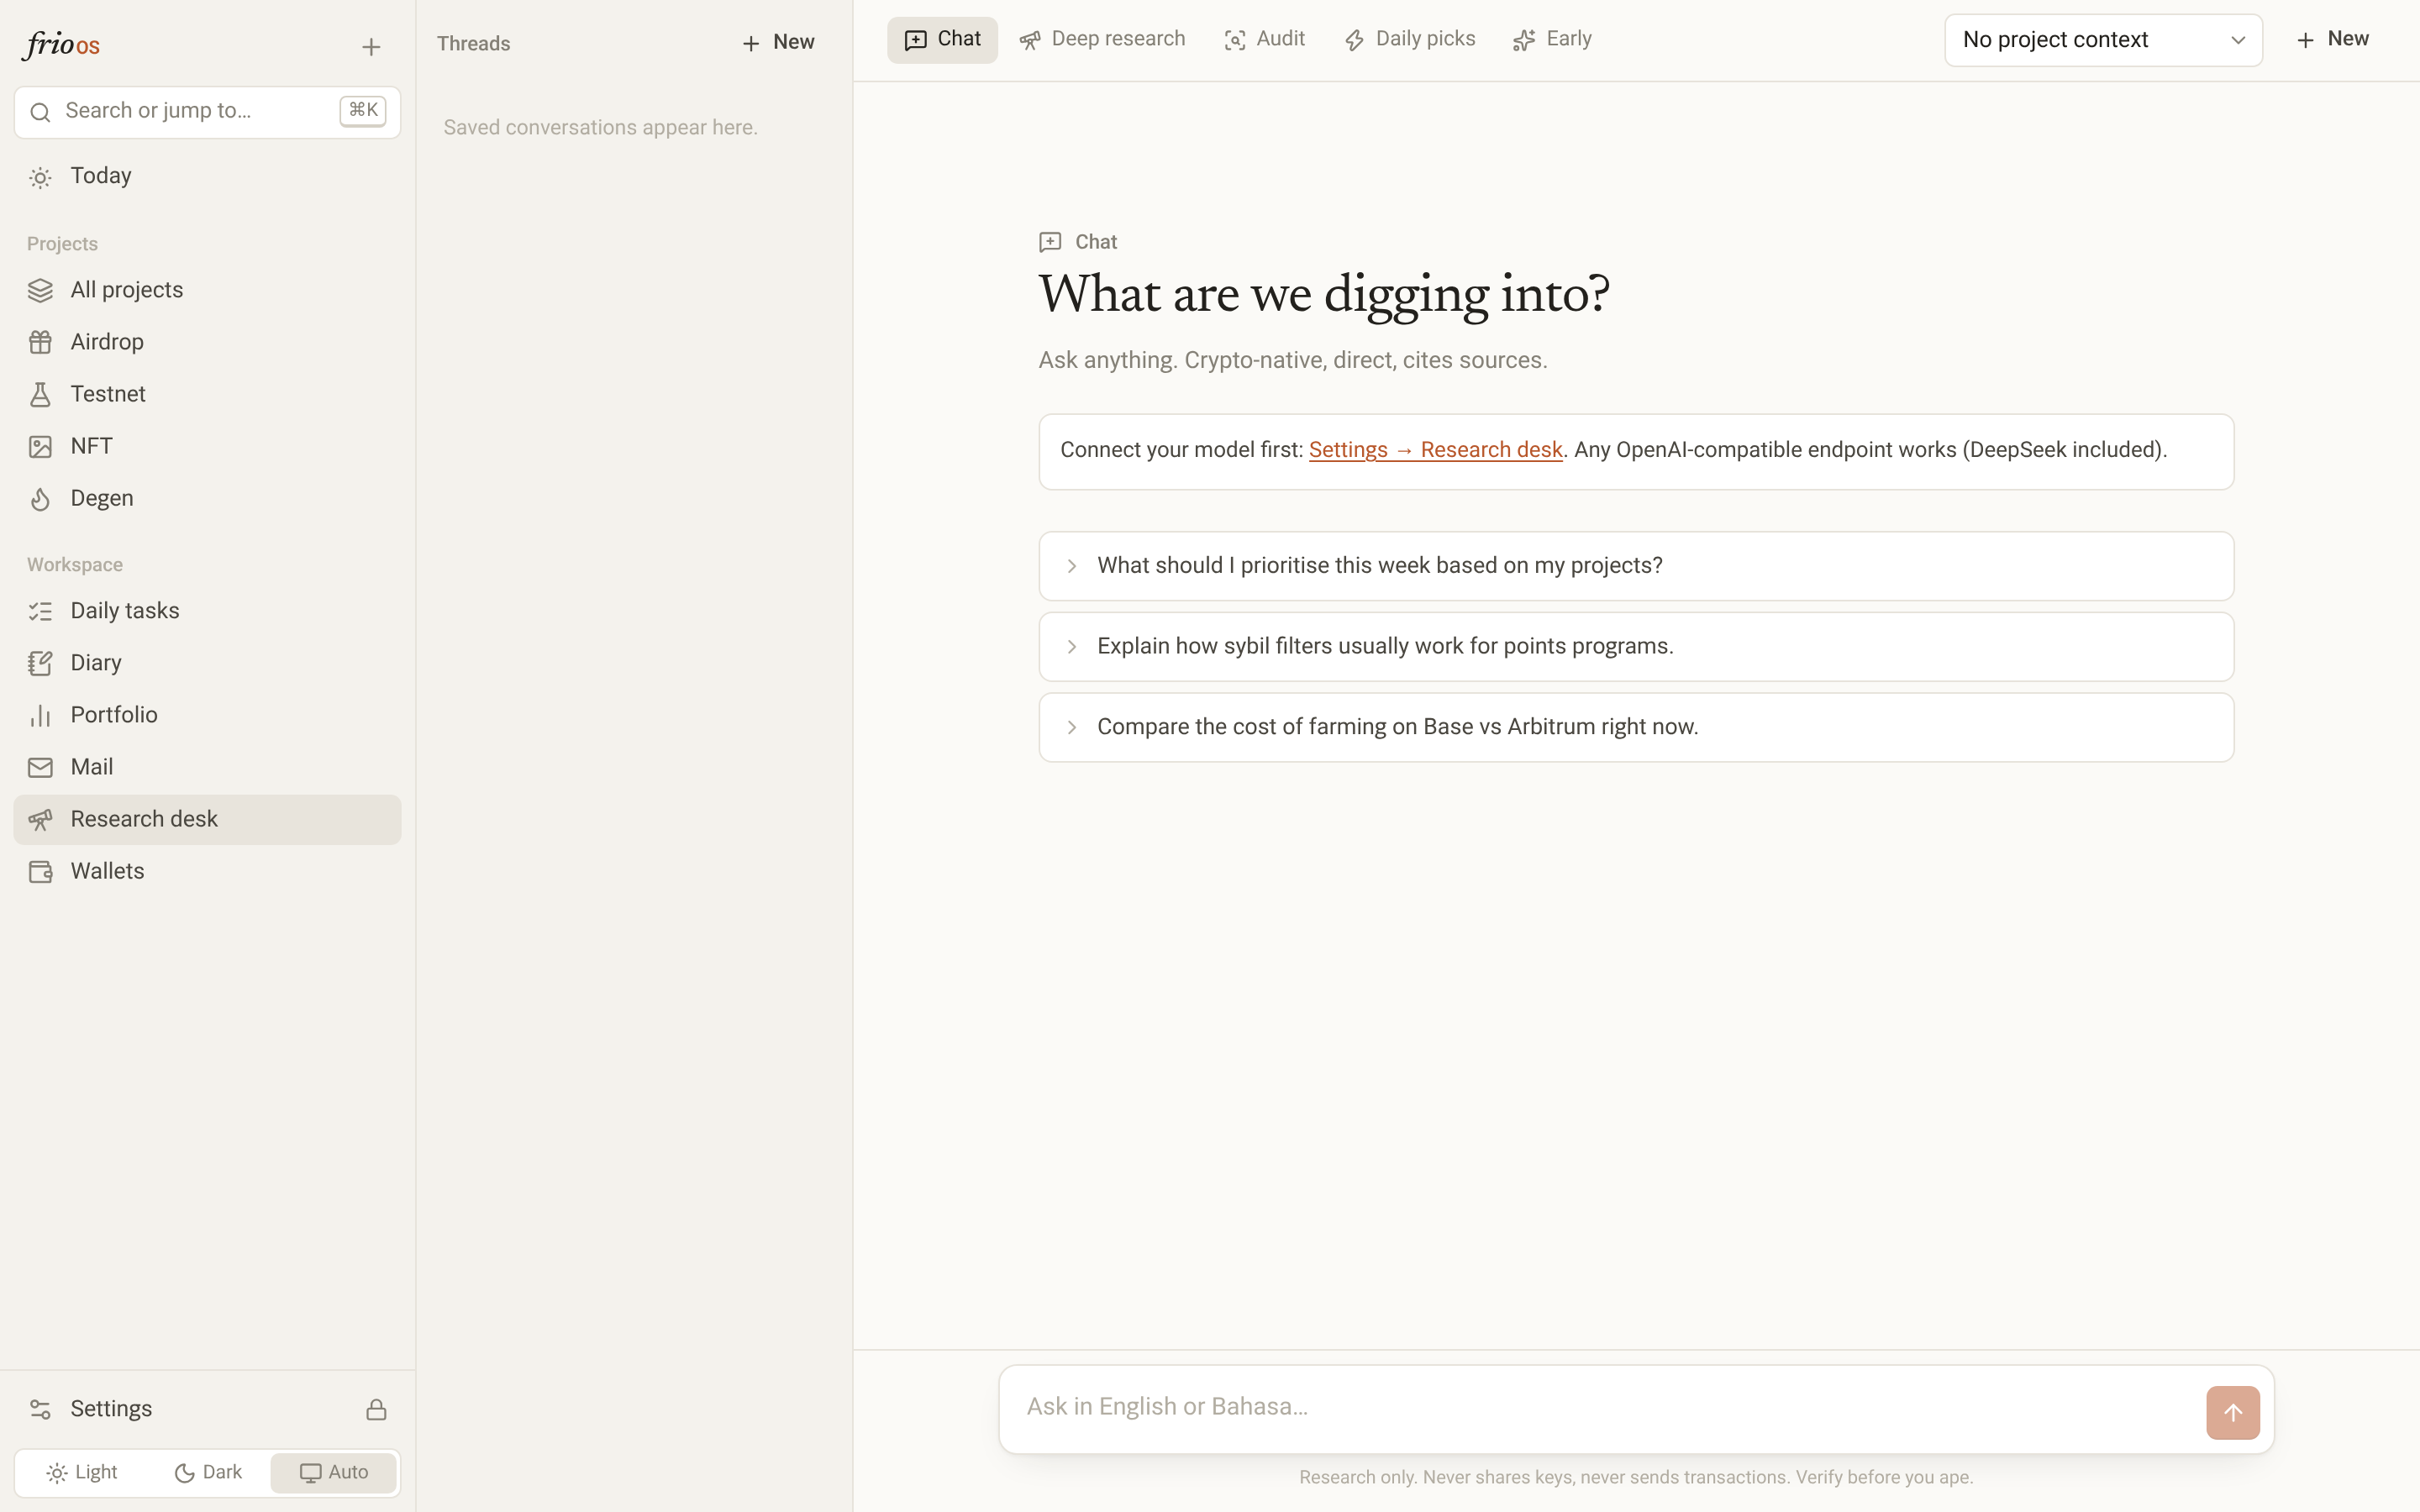 frio os
Search or jump to... ⌘K
Today
Projects
All projects
Airdrop
Testnet
NFT
Degen
Workspace
Daily tasks
Diary
Portfolio
Mail
Research desk
Wallets
Settings
Light Dark Auto
Threads + New
Saved conversations appear here.
Chat Deep research Audit Daily picks Early No project context + New
Chat
What are we digging into?
Ask anything. Crypto-native, direct, cites sources.
Connect your model first: Settings → Research desk. Any OpenAI-compatible endpoint works (DeepSeek included).
What should I prioritise this week based on my projects?
Explain how sybil filters usually work for points programs.
Compare the cost of farming on Base vs Arbitrum right now.
Ask in English or Bahasa...
Research only. Never shares keys, never sends transactions. Verify before you ape.